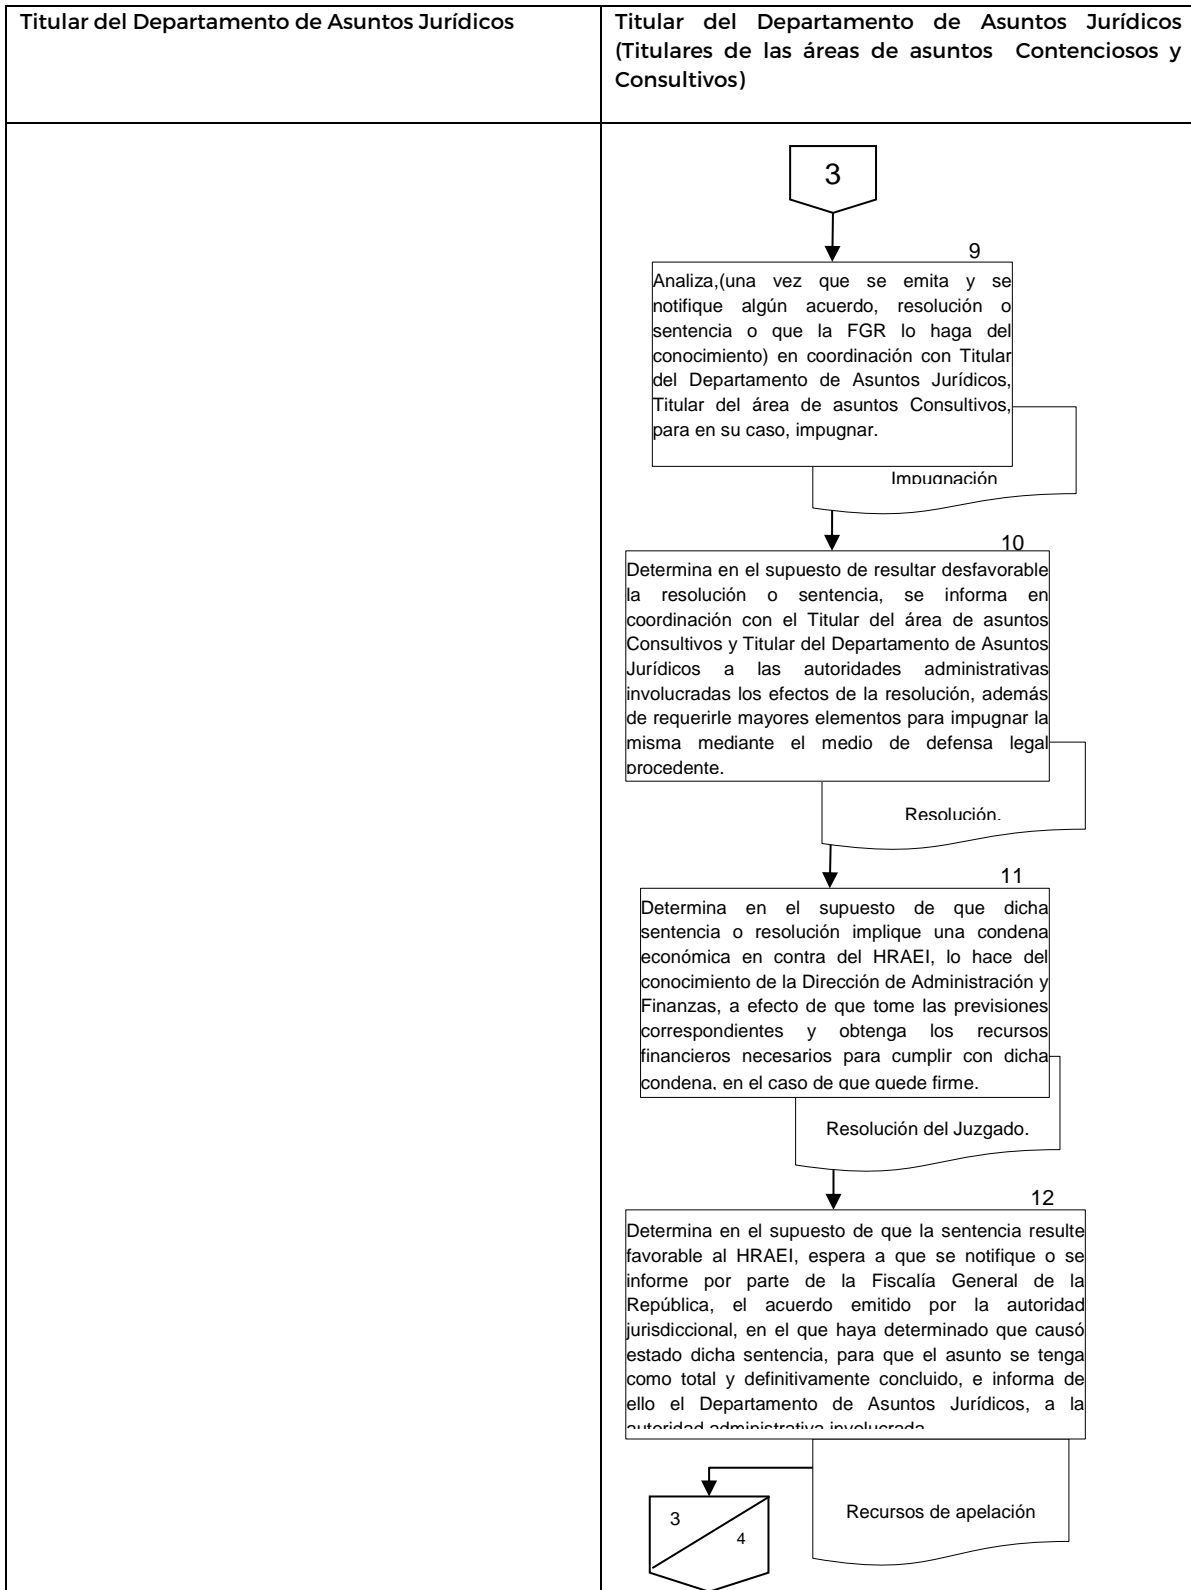 Titular del Departamento de Asuntos Jurídicos
Titular del Departamento de Asuntos Jurídicos
(Titulares de las áreas de asuntos Contenciosos y
Consultivos)
3
9
Analiza,(una vez que se emita y se
notifique algún acuerdo, resolución o
sentencia o que la FGR lo haga del
conocimiento) en coordinación con Titular
del Departamento de Asuntos Jurídicos,
Titular del área de asuntos Consultivos,
para en su caso, impugnar.
Impugnación
10
Determina en el supuesto de resultar desfavorable
la resolución o sentencia, se informa en
coordinación con el Titular del área de asuntos
Consultivos y Titular del Departamento de Asuntos
Jurídicos a las autoridades administrativas
involucradas los efectos de la resolución, además
de requerirle mayores elementos para impugnar la
misma mediante el medio de defensa legal
procedente.
Resolución.
11
Determina en el supuesto de que dicha
sentencia o resolución implique una condena
económica en contra del HRAEI, lo hace del
conocimiento de la Dirección de Administración y
Finanzas, a efecto de que tome las previsiones
correspondientes y obtenga los recursos
financieros necesarios para cumplir con dicha
condena, en el caso de que quede firme.
Resolución del Juzgado.
12
Determina en el supuesto de que la sentencia resulte
favorable al HRAEI, espera a que se notifique o se
informe por parte de la Fiscalía General de la
República, el acuerdo emitido por la autoridad
jurisdiccional, en el que haya determinado que causó
estado dicha sentencia, para que el asunto se tenga
como total y definitivamente concluido, e informa de
ello el Departamento de Asuntos Jurídicos, a la
autoridad administrativa involucrada
Recursos de apelación
3
4